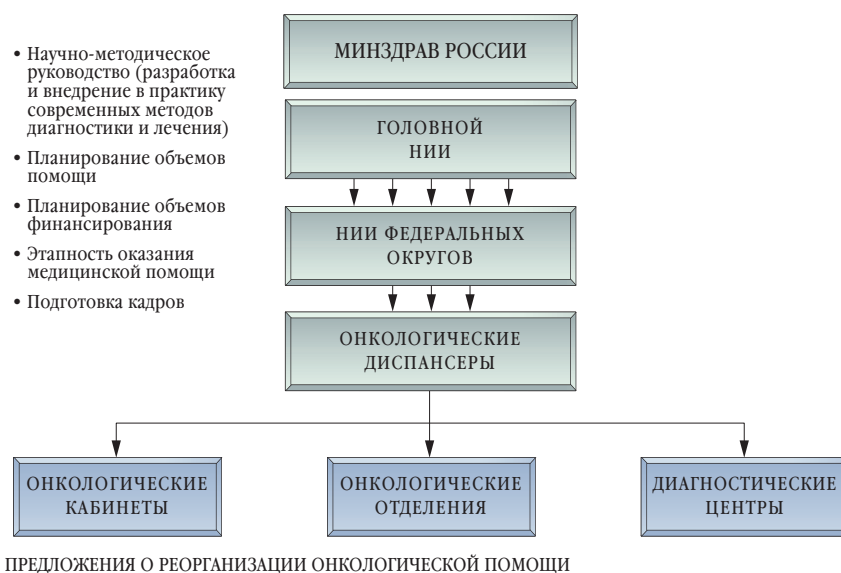 • Научно-методическое
руководство (разработка
и внедрение в практику
современных методов
диагностики и лечения)
• Планирование объемов
помощи
• Планирование объемов
финансирования
• Этапность оказания
медицинской помощи
• Подготовка кадров
МИНЗДРАВ РОССИИ
ГОЛОВНОЙ
НИИ
НИИ ФЕДЕРАЛЬНЫХ
ОКРУГОВ
ОНКОЛОГИЧЕСКИЕ
ДИСПАНСЕРЫ
ОНКОЛОГИЧЕСКИЕ
КАБИНЕТЫ
ОНКОЛОГИЧЕСКИЕ
ОТДЕЛЕНИЯ
ДИАГНОСТИЧЕСКИЕ
ЦЕНТРЫ
ПРЕДЛОЖЕНИЯ О РЕОРГАНИЗАЦИИ ОНКОЛОГИЧЕСКОЙ ПОМОЩИ